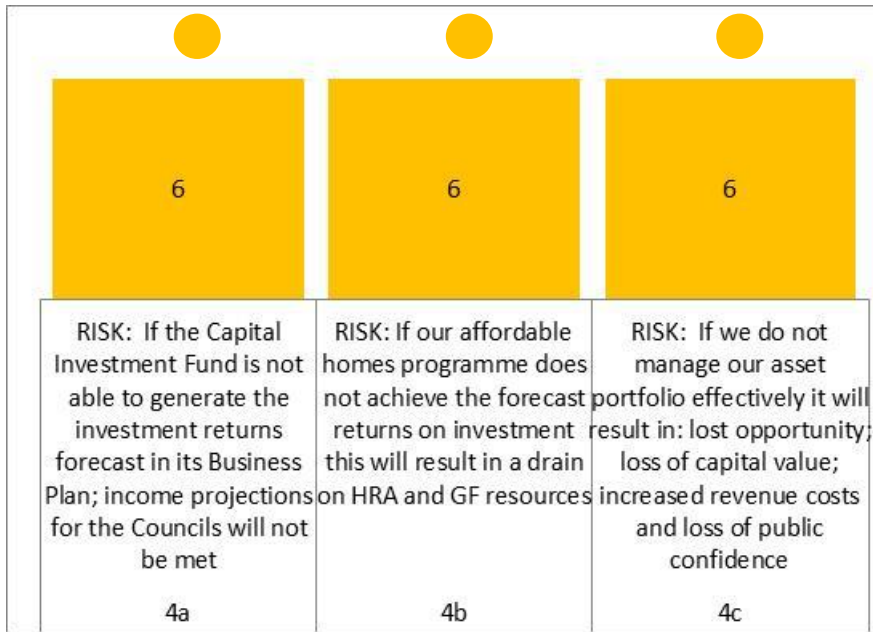 6
6
6
RISK:  If the Capital
Investment Fund is not
able to generate the
investment returns
forecast in its Business
Plan; income projections
for the Councils will not
be met
4a
RISK: If our affordable
homes programme does
not achieve the forecast
returns on investment
this will result in a drain
on HRA and GF resources
4b
RISK:  If we do not
manage our asset
portfolio effectively it will
result in: lost opportunity;
loss of capital value;
increased revenue costs
and loss of public
confidence
4c